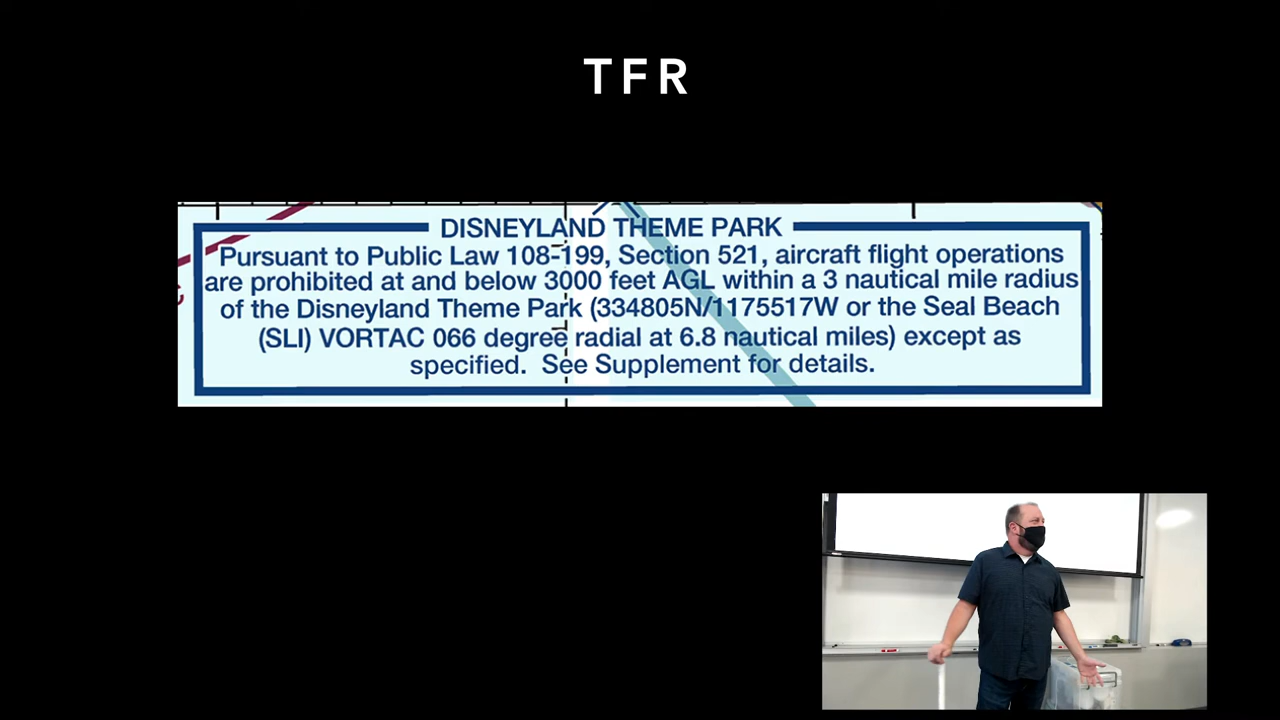 TFR
DISNEYLAND THEME PARK
Pursuant to Public Law 108-199, Section 521, aircraft flight operations
are prohibited at and below 3000 feet AGL within a 3 nautical mile radius
of the Disneyland Theme Park (334805N/1175517W or the Seal Beach
(SLI) VORTAC 066 degree radial at 6.8 nautical miles) except as
specified. See Supplement for details.